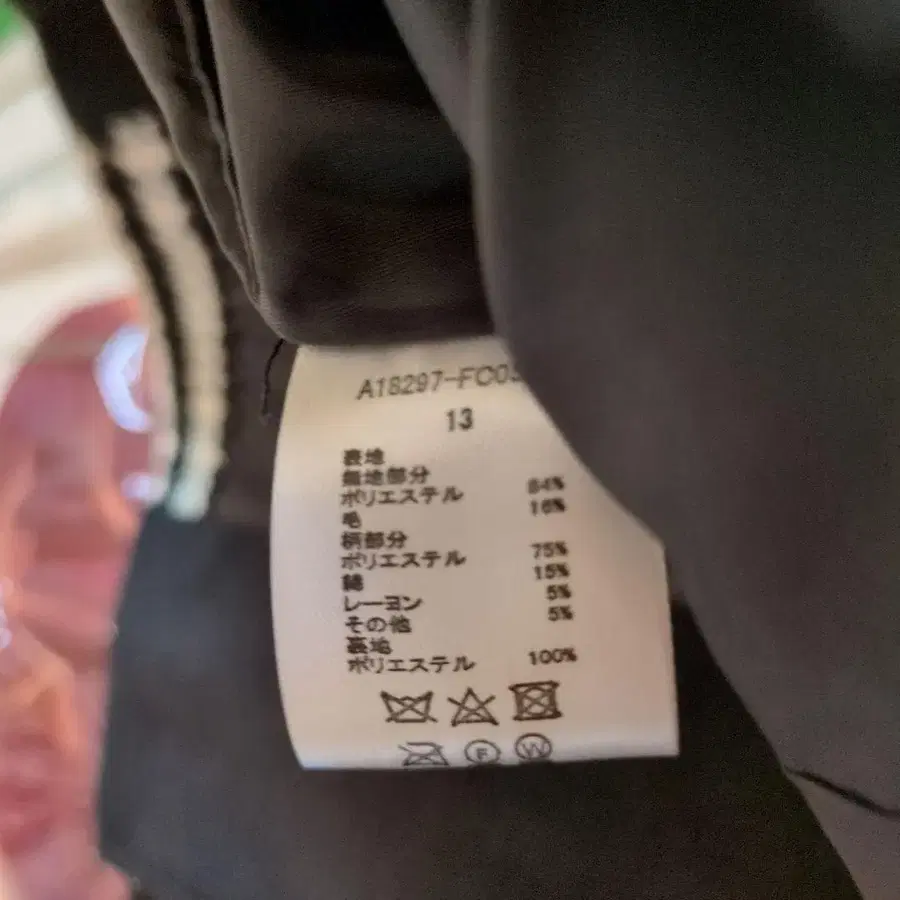 A18297-FC0
13
表地
無地部分
ポリエステル 84%
毛 16%
柄部分
ポリエステル 75%
綿 15%
レーヨン 5%
その他 5%
裏地
ポリエステル 100%
F W